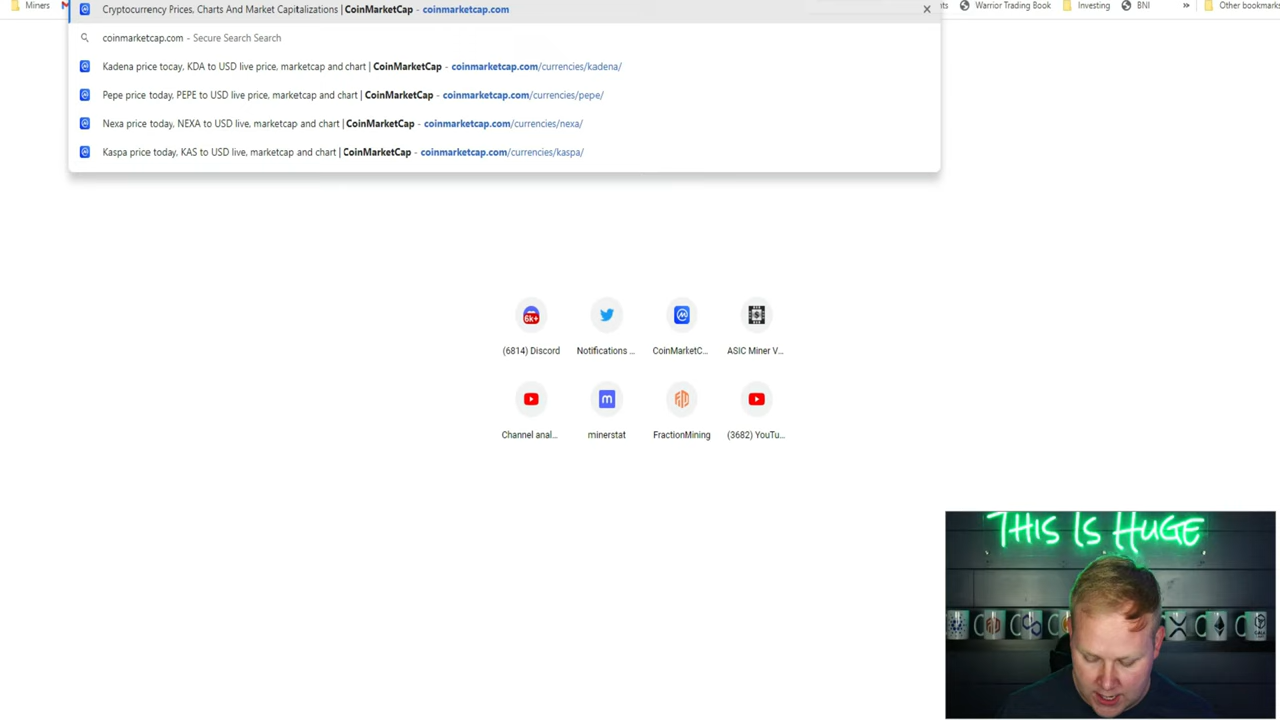 Miners
nts
Warrior Trading Book
Investing
BNI
»
Other bookmarks
Cryptocurrency Prices, Charts And Market Capitalizations | CoinMarketCap - coinmarketcap.com
coinmarketcap.com - Secure Search Search
Kadena price tocay, KDA to USD live price, marketcap and chart | CoinMarketCap - coinmarketcap.com/currencies/kadena/
Pepe price today, PEPE to USD live price, marketcap and chart | CoinMarketCap - coinmarketcap.com/currencies/pepe/
Nexa price today, NEXA to USD live, marketcap and chart | CoinMarketCap - coinmarketcap.com/currencies/nexa/
Kaspa price today, KAS to USD live, marketcap and chart | CoinMarketCap - coinmarketcap.com/currencies/kaspa/
6k+
(6814) Discord
Notifications ...
CoinMarketC...
ASIC Miner V...
m
FM
Channel anal...
minerstat
FractionMining
(3682) YouTu...
THIS IS HUGE